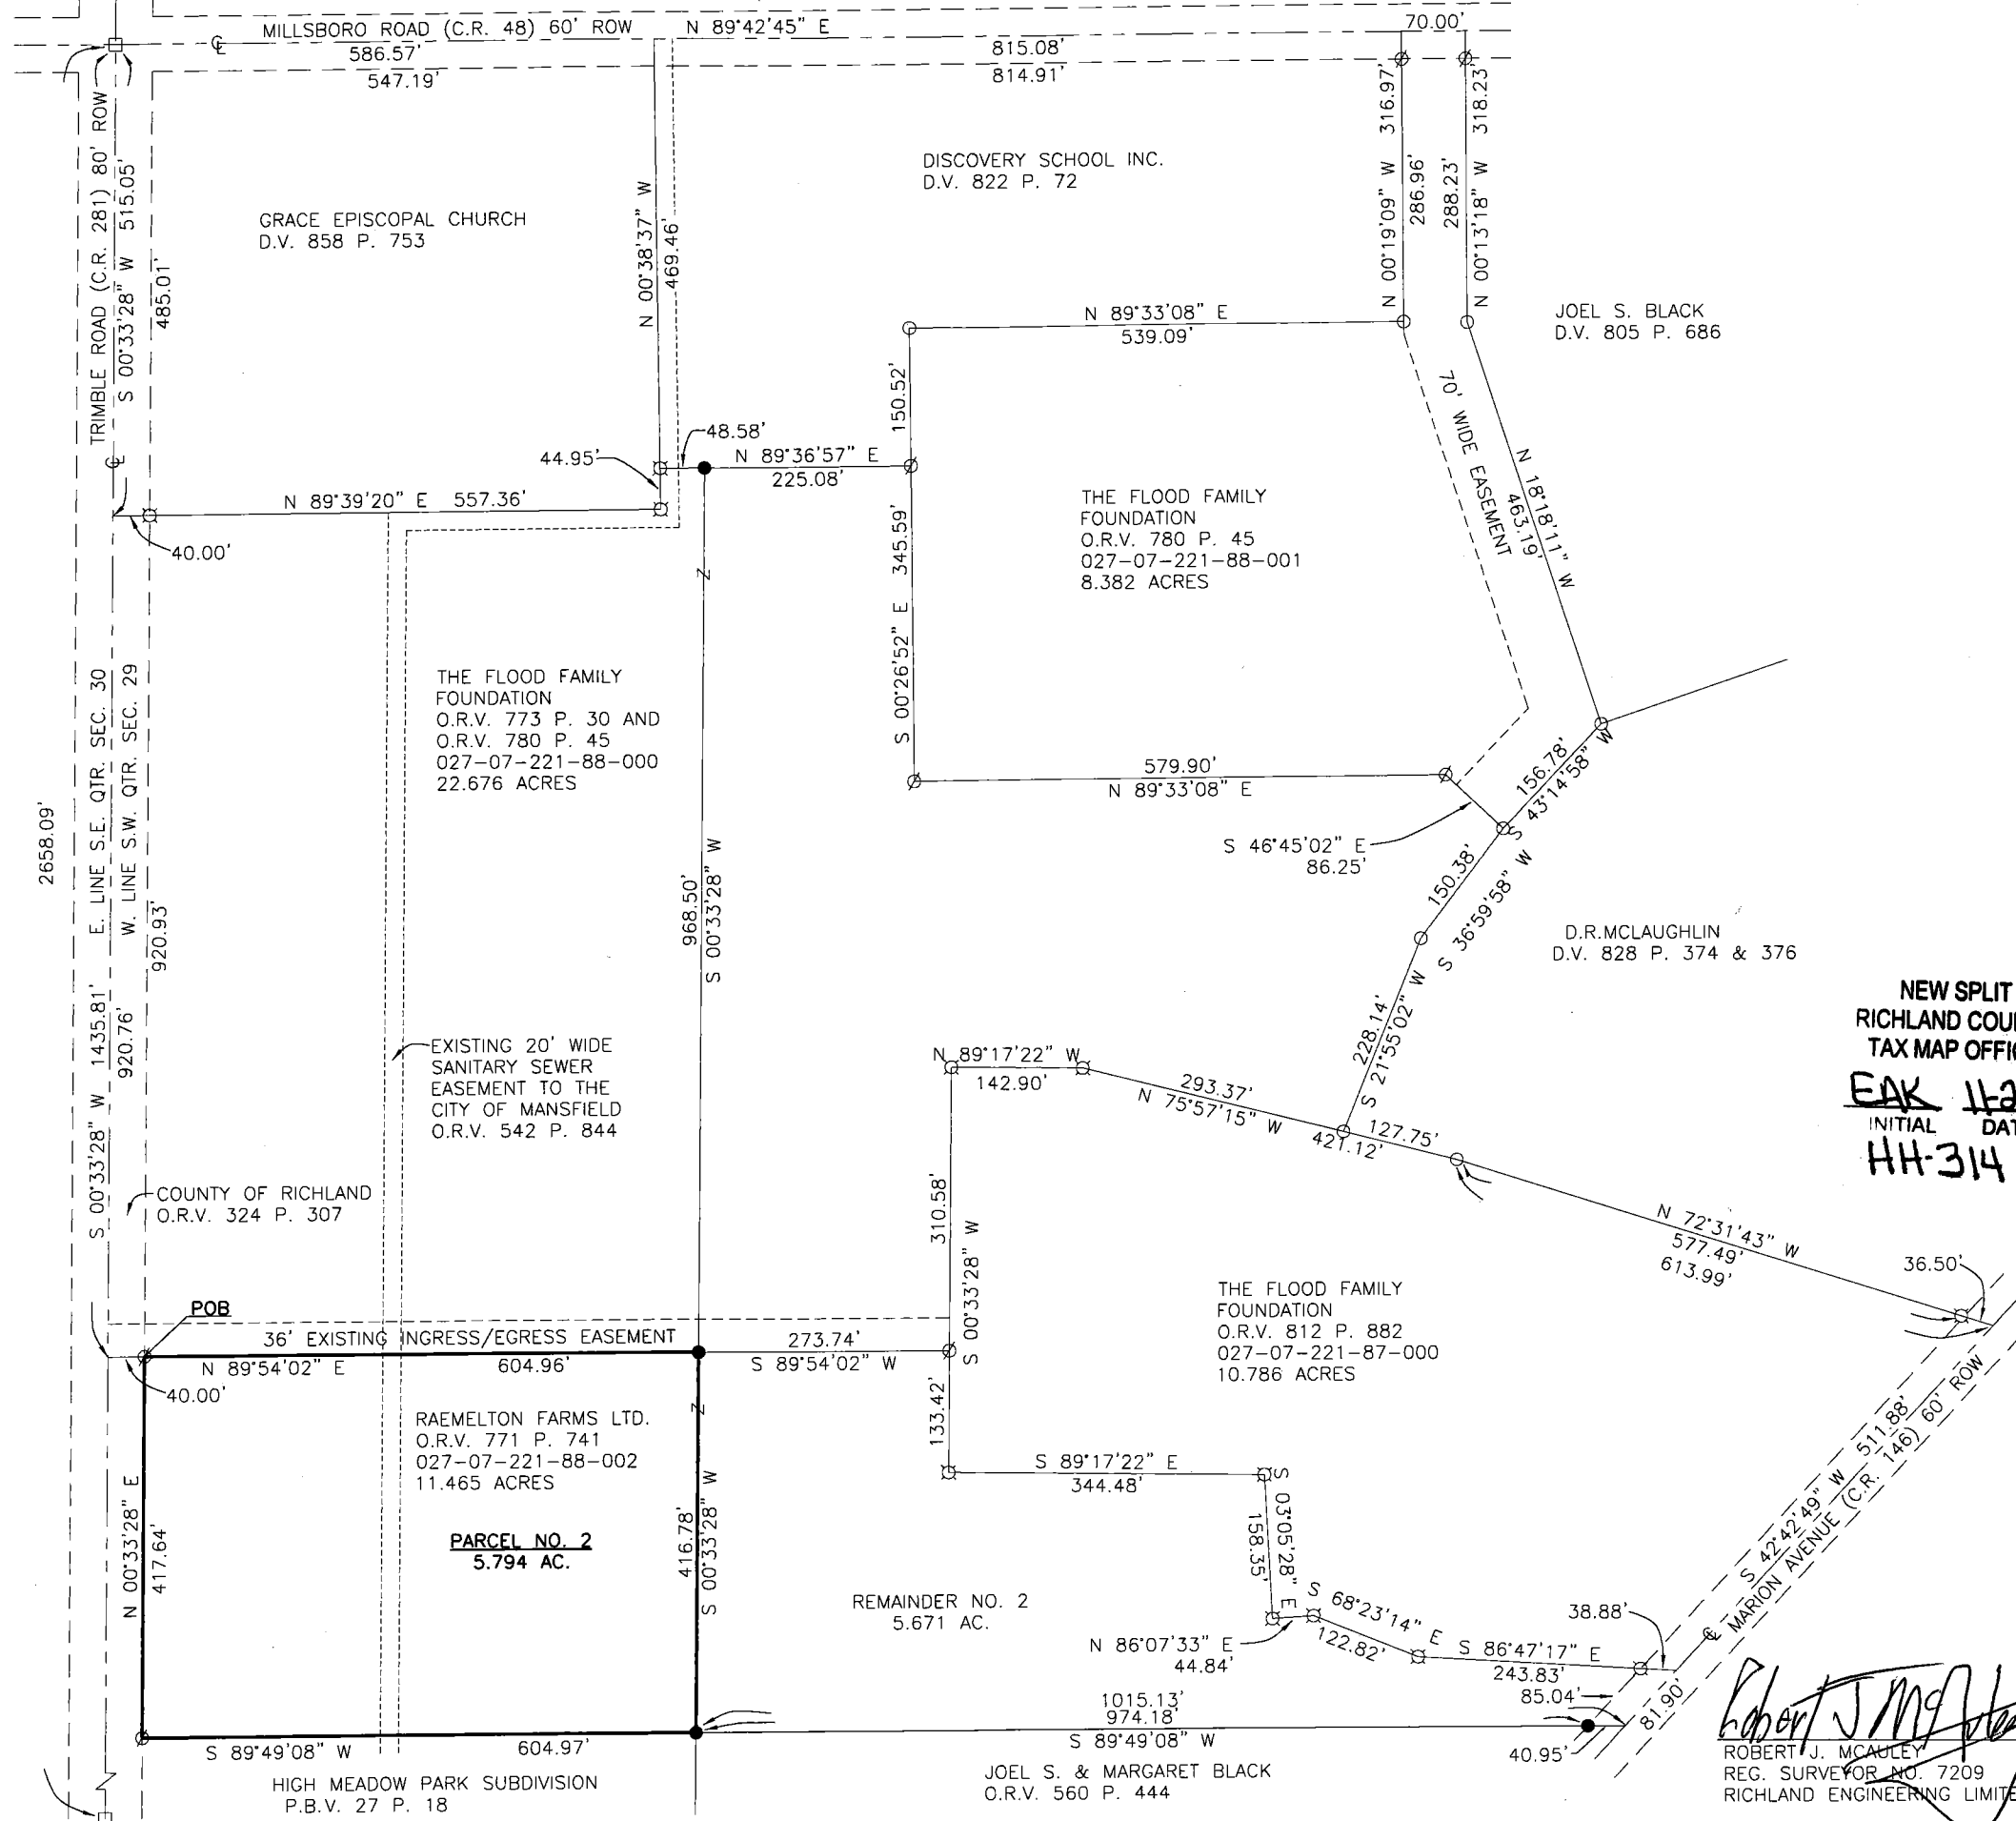 MILLSBORO ROAD (C.R. 48) 60' ROW N 89°42'45" E
70.00'
586.57'
815.08'
547.19'
814.91'
TRIMBLE ROAD (C.R. 281) 80' ROW
S 00°33'28" W 515.05'
485.01'
GRACE EPISCOPAL CHURCH
D.V. 858 P. 753
N 00°38'37" W
469.46'
DISCOVERY SCHOOL INC.
D.V. 822 P. 72
N 00°19'09" W 316.97'
286.96'
288.23'
N 00°13'18" W 318.23'
JOEL S. BLACK
D.V. 805 P. 686
N 89°33'08" E
539.09'
150.52'
70' WIDE EASEMENT
N 18°18'11" W
463.19'
48.58'
44.95'
N 89°36'57" E
225.08'
N 89°39'20" E 557.36'
40.00'
THE FLOOD FAMILY
FOUNDATION
O.R.V. 780 P. 45
027-07-221-88-001
8.382 ACRES
S 00°26'52" E 345.59'
THE FLOOD FAMILY
FOUNDATION
O.R.V. 773 P. 30 AND
O.R.V. 780 P. 45
027-07-221-88-000
22.676 ACRES
2658.09'
E. LINE S.E. QTR. SEC. 30
W. LINE S.W. QTR. SEC. 29
579.90'
N 89°33'08" E
156.78'
S 43°14'58" W
S 46°45'02" E
86.25'
150.38'
S 36°59'58" W
968.50'
S 00°33'28" W
920.93'
D.R.MCLAUGHLIN
D.V. 828 P. 374 & 376
S 00°33'28" W 1435.81'
920.76'
NEW SPLIT
RICHLAND COU
TAX MAP OFFI
EAK 11-2
INITIAL DAT
HH-314
228.14'
S 21°55'02" W
EXISTING 20' WIDE
SANITARY SEWER
EASEMENT TO THE
CITY OF MANSFIELD
O.R.V. 542 P. 844
N 89°17'22" W
142.90'
293.37'
N 75°57'15" W
127.75'
421.12'
COUNTY OF RICHLAND
O.R.V. 324 P. 307
310.58'
S 00°33'28" W
N 72°31'43" W
577.49'
613.99'
36.50'
THE FLOOD FAMILY
FOUNDATION
O.R.V. 812 P. 882
027-07-221-87-000
10.786 ACRES
POB
36' EXISTING INGRESS/EGRESS EASEMENT
273.74'
N 89°54'02" E 604.96'
S 89°54'02" W
40.00'
133.42'
RAEMELTON FARMS LTD.
O.R.V. 771 P. 741
027-07-221-88-002
11.465 ACRES
PARCEL NO. 2
5.794 AC.
N 00°33'28" E
417.64'
416.78'
S 00°33'28" W
S 89°17'22" E
344.48'
S 03°05'28" E
158.35'
S 42°42'49" W 511.88'
MARION AVENUE (C.R. 146) 60' ROW
REMAINDER NO. 2
5.671 AC.
S 68°23'14" E
122.82'
38.88'
N 86°07'33" E
44.84'
S 86°47'17" E
243.83'
85.04'
81.90'
1015.13'
974.18'
S 89°49'08" W
40.95'
S 89°49'08" W 604.97'
HIGH MEADOW PARK SUBDIVISION
P.B.V. 27 P. 18
JOEL S. & MARGARET BLACK
O.R.V. 560 P. 444
ROBERT J. MCAULEY
REG. SURVEYOR NO. 7209
RICHLAND ENGINEERING LIMITE